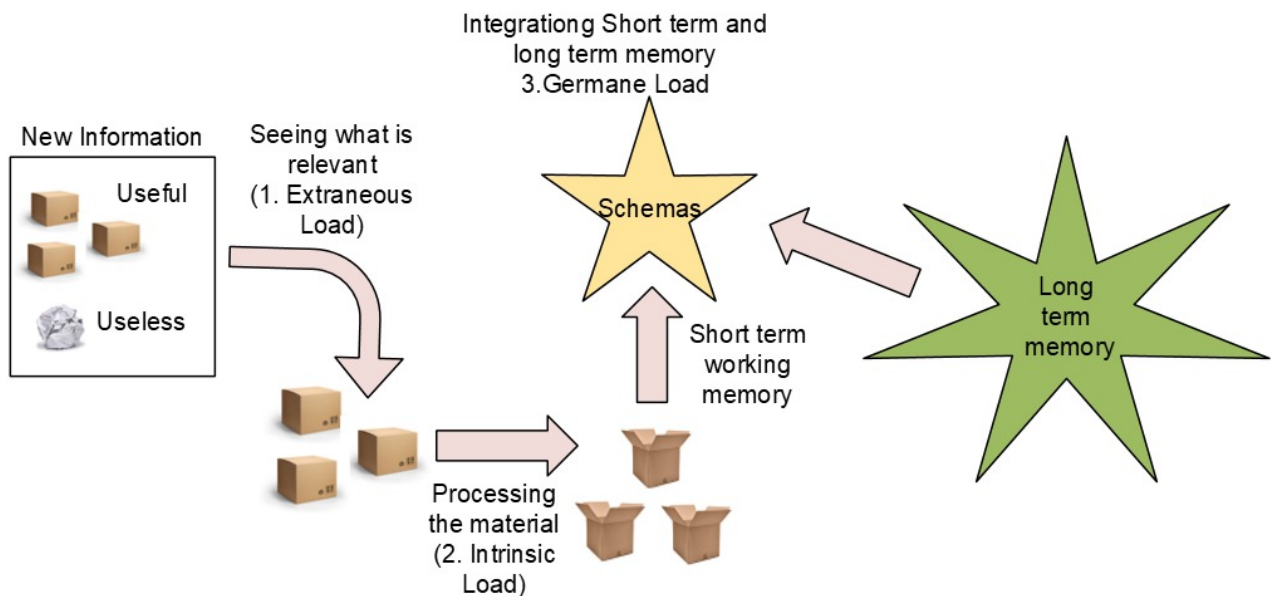 Integrationg Short term and
long term memory
3.Germane Load
New Information
Useful
Useless
Seeing what is
relevant
(1. Extraneous
Load)
Schemas
Long
term
memory
Short term
working
memory
Processing
the material
(2. Intrinsic
Load)